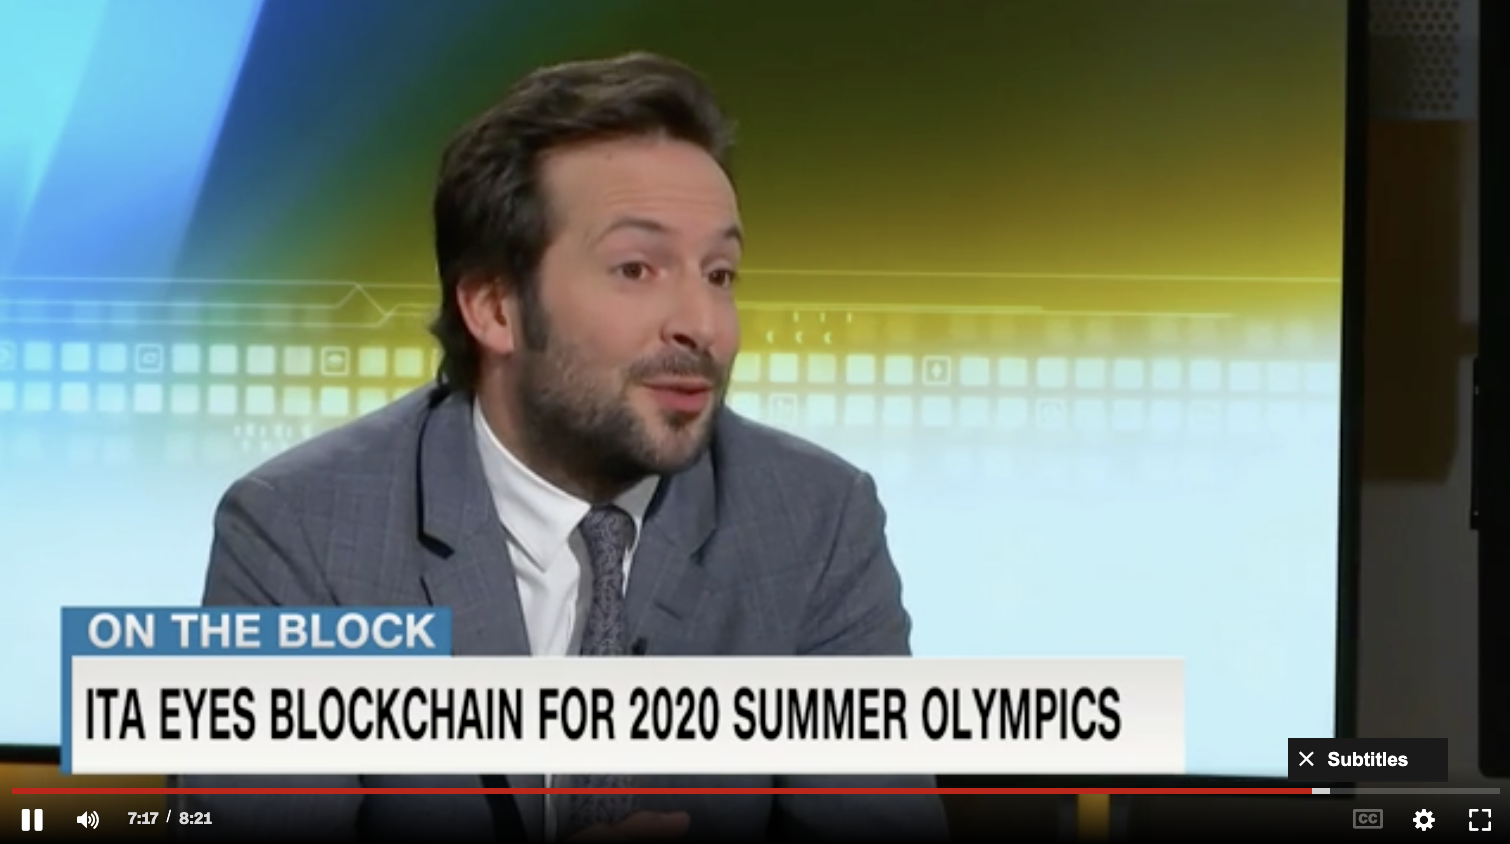 ON THE BLOCK
ITA EYES BLOCKCHAIN FOR 2020 SUMMER OLYMPICS
Subtitles
7:17 / 8:21
CC